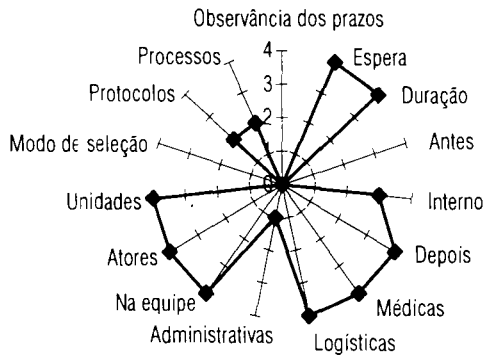 Observância dos prazos
4
3
2
1
0
Espera
Duração
Antes
Interno
Depois
Médicas
Logísticas
Administrativas
Na equipe
Atores
Unidades
Modo de seleção
Protocolos
Processos